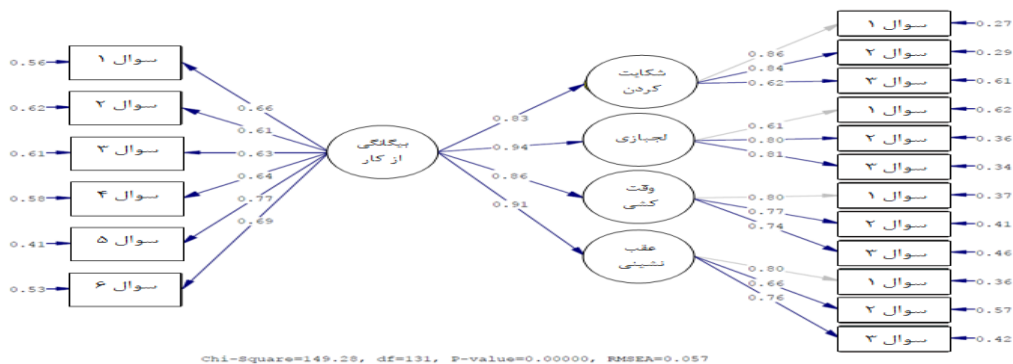 0.56
سوال ۱
0.62
سوال ۲
0.61
سوال ۳
0.58
سوال ۴
0.41
سوال ۵
0.53
سوال ۶
0.66
0.61
0.63
0.64
0.77
0.69
بیگانگی
از کار
0.83
0.94
0.86
0.91
شکایت
کردن
لجبازی
وقت
کشی
عقب
نشینی
0.86
0.84
0.62
0.61
0.80
0.81
0.80
0.77
0.74
0.80
0.66
0.76
سوال ۱
0.27
سوال ۲
0.29
سوال ۳
0.61
سوال ۱
0.62
سوال ۲
0.36
سوال ۳
0.34
سوال ۱
0.37
سوال ۲
0.41
سوال ۳
0.46
سوال ۱
0.36
سوال ۲
0.57
سوال ۳
0.42
Chi-Square=149.28, df=131, P-value=0.00000, RMSEA=0.057